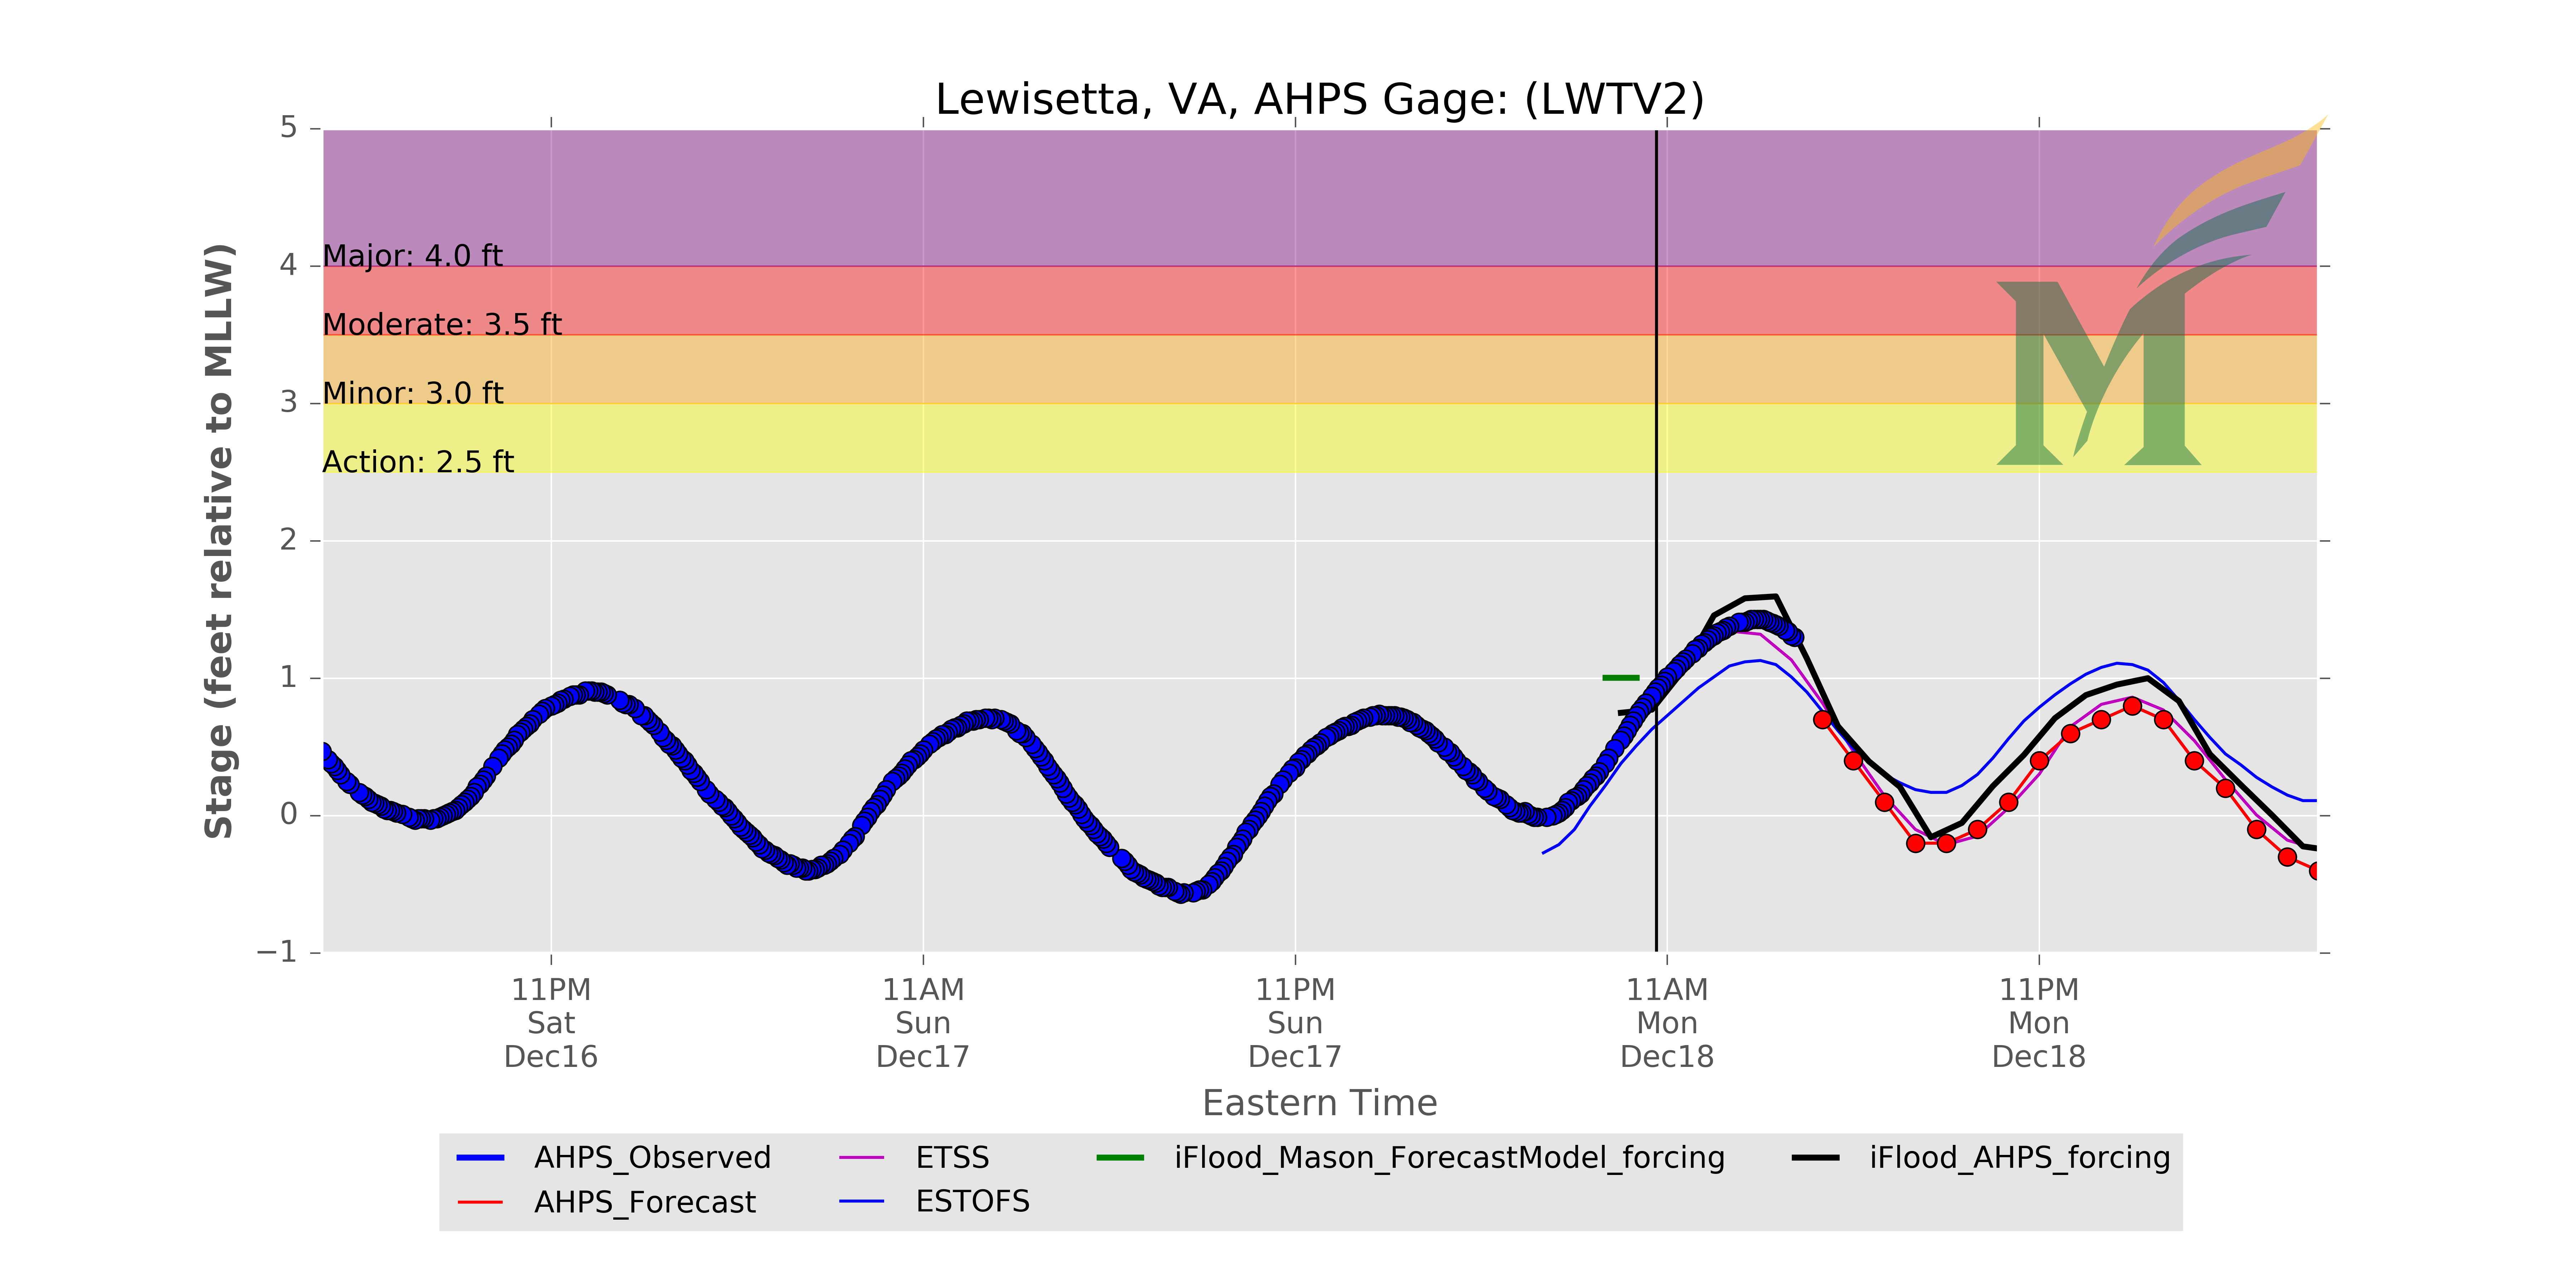 Lewisetta, VA, AHPS Gage: (LWTV2)
Stage (feet relative to MLLW)
5
4
3
2
1
0
−1
Major: 4.0 ft
Moderate: 3.5 ft
Minor: 3.0 ft
Action: 2.5 ft
11PM
Sat
Dec16
11AM
Sun
Dec17
11PM
Sun
Dec17
11AM
Mon
Dec18
11PM
Mon
Dec18
Eastern Time
AHPS_Observed
AHPS_Forecast
ETSS
ESTOFS
iFlood_Mason_ForecastModel_forcing
iFlood_AHPS_forcing
M